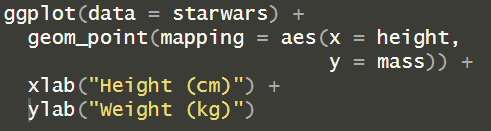 ggplot(data = starwars) +
  geom_point(mapping = aes(x = height,
                           y = mass)) +
  xlab("Height (cm)") +
  ylab("Weight (kg)")